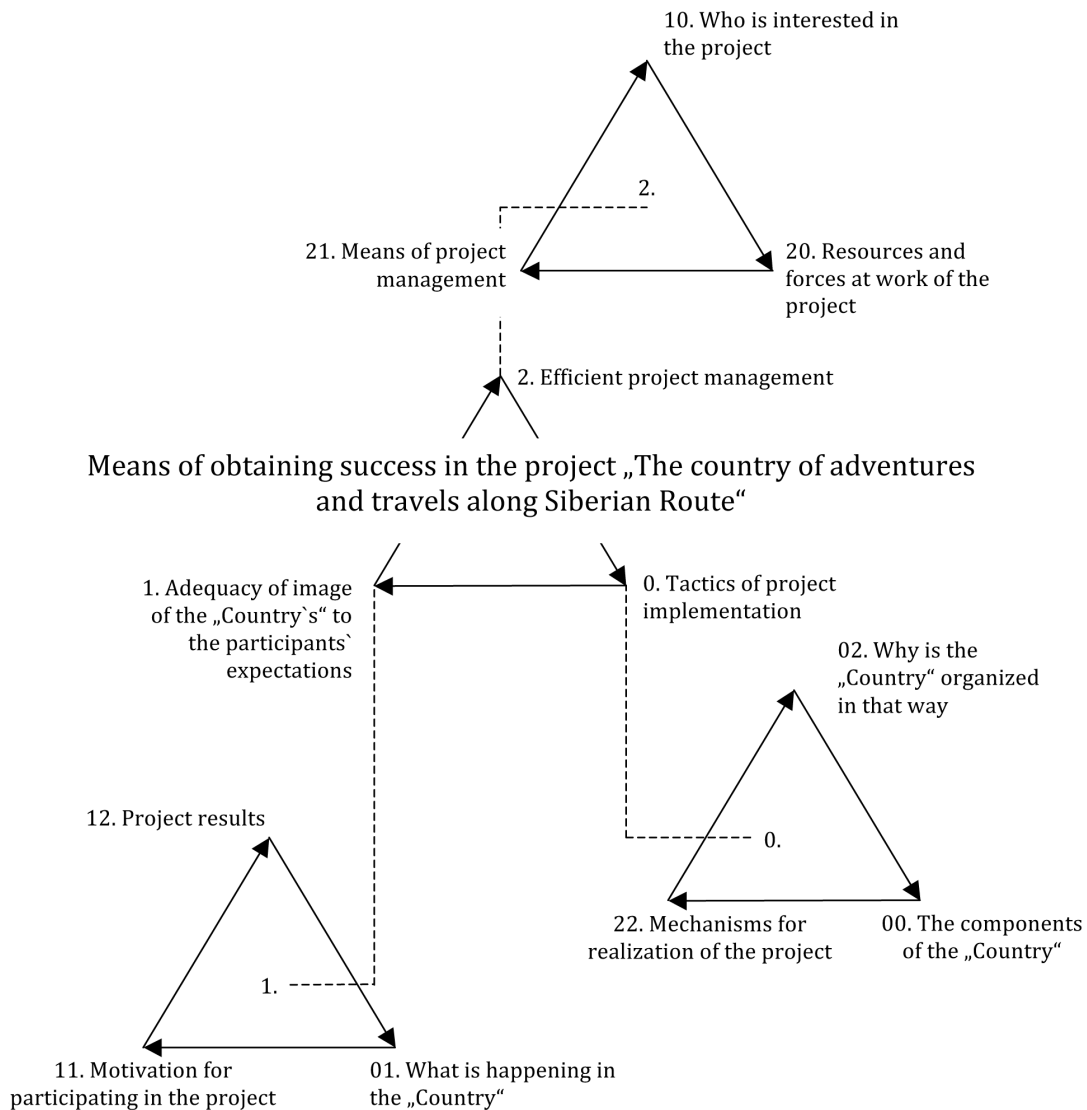 10. Who is interested in
the project
2.
21. Means of project
management
20. Resources and
forces at work of the
project
2. Efficient project management
Means of obtaining success in the project „The country of adventures
and travels along Siberian Route“
1. Adequacy of image
of the „Country`s“ to
the participants`
expectations
0. Tactics of project
implementation
02. Why is the
„Country“ organized
in that way
12. Project results
0.
22. Mechanisms for
realization of the project
00. The components
of the „Country“
1.
11. Motivation for
participating in the project
01. What is happening in
the „Country“